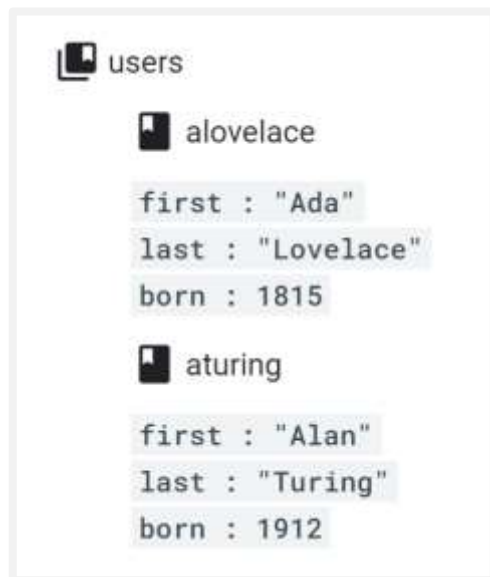 users
alovelace
first : "Ada"
last : "Lovelace"
born : 1815
aturing
first : "Alan"
last : "Turing"
born : 1912